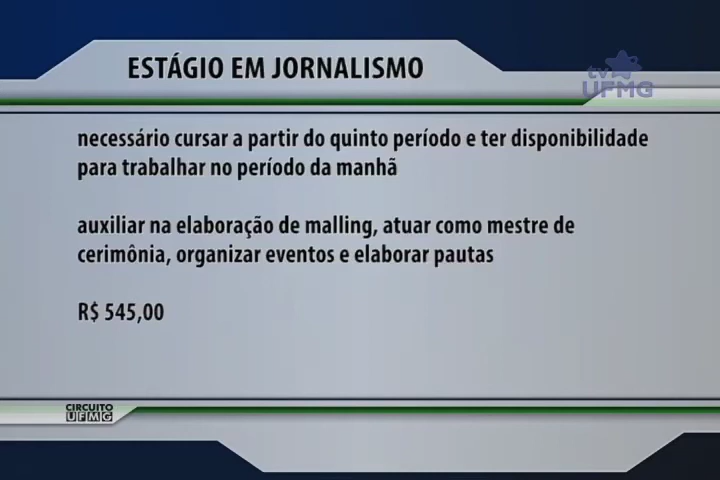 ESTÁGIO EM JORNALISMO
tv
UFMG
necessário cursar a partir do quinto período e ter disponibilidade
para trabalhar no período da manhã
auxiliar na elaboração de malling, atuar como mestre de
cerimônia, organizar eventos e elaborar pautas
R$ 545,00
CIRCUITO
UFMG